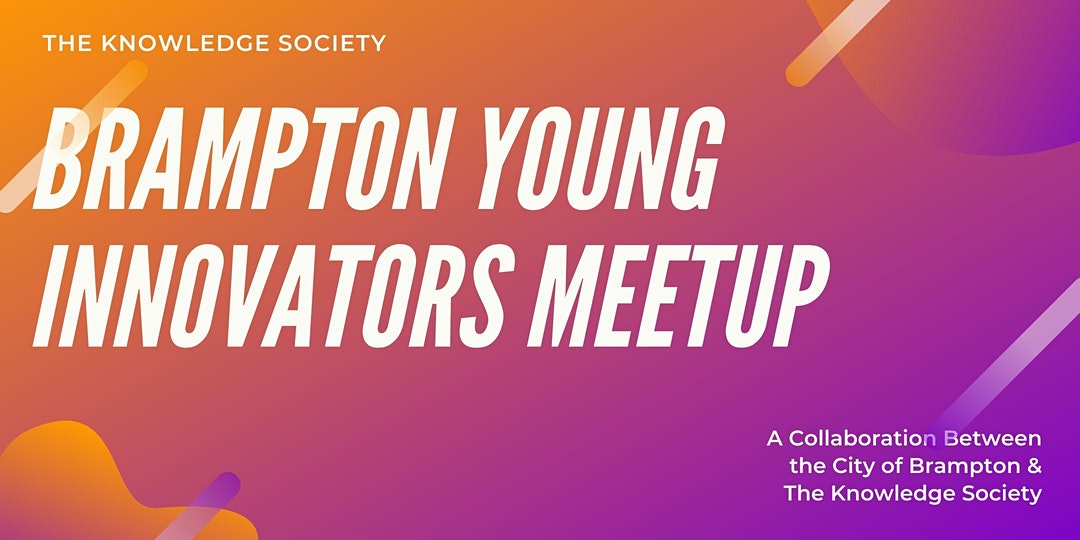 THE KNOWLEDGE SOCIETY
BRAMPTON YOUNG
INNOVATORS MEETUP
A Collaboration Between
the City of Brampton &
The Knowledge Society